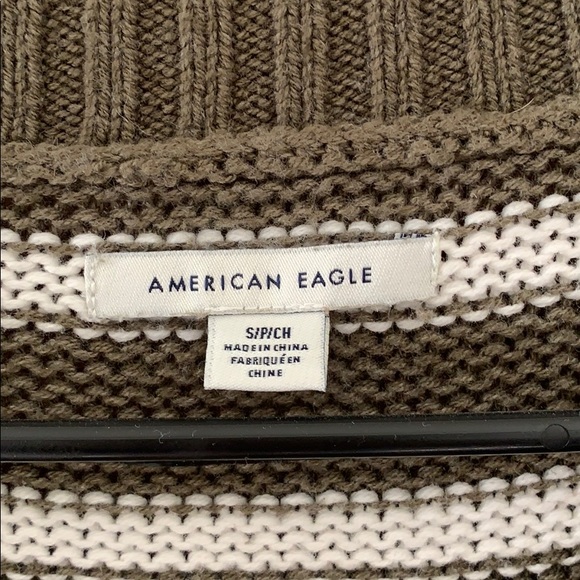 AMERICAN EAGLE
S/P/CH
MADE IN CHINA
FABRIQUÉ EN
CHINE